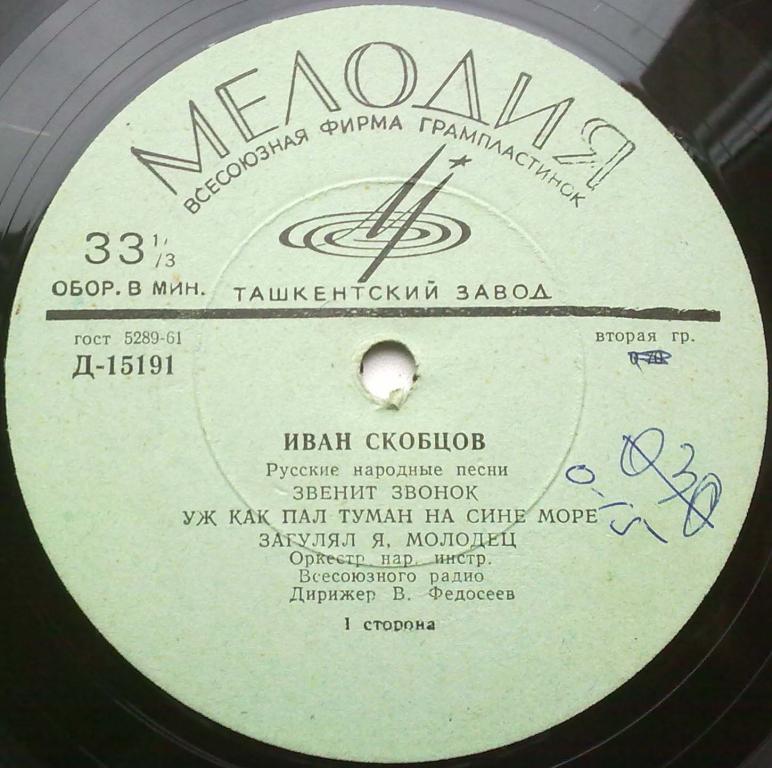 МЕЛОДИЯ
ВСЕСОЮЗНАЯ ФИРМА ГРАМПЛАСТИНОК
33 1/3
ОБОР. В МИН.
ТАШКЕНТСКИЙ ЗАВОД
гост 5289-61
Д-15191
вторая гр.
ИВАН СКОБЦОВ
Русские народные песни
ЗВЕНИТ ЗВОНОК
УЖ КАК ПАЛ ТУМАН НА СИНЕ МОРЕ
ЗАГУЛЯЛ Я, МОЛОДЕЦ
Оркестр нар. инстр.
Всесоюзного радио
Дирижер В. Федосеев
I сторона